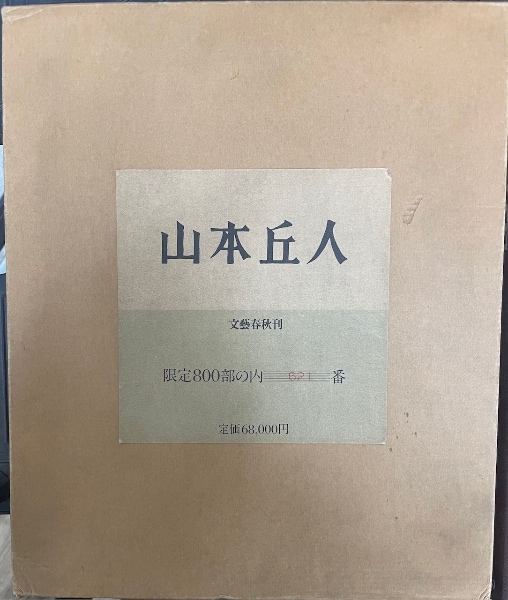 山本丘人
文藝春秋刊
限定800部の内 621 番
定価68,000円